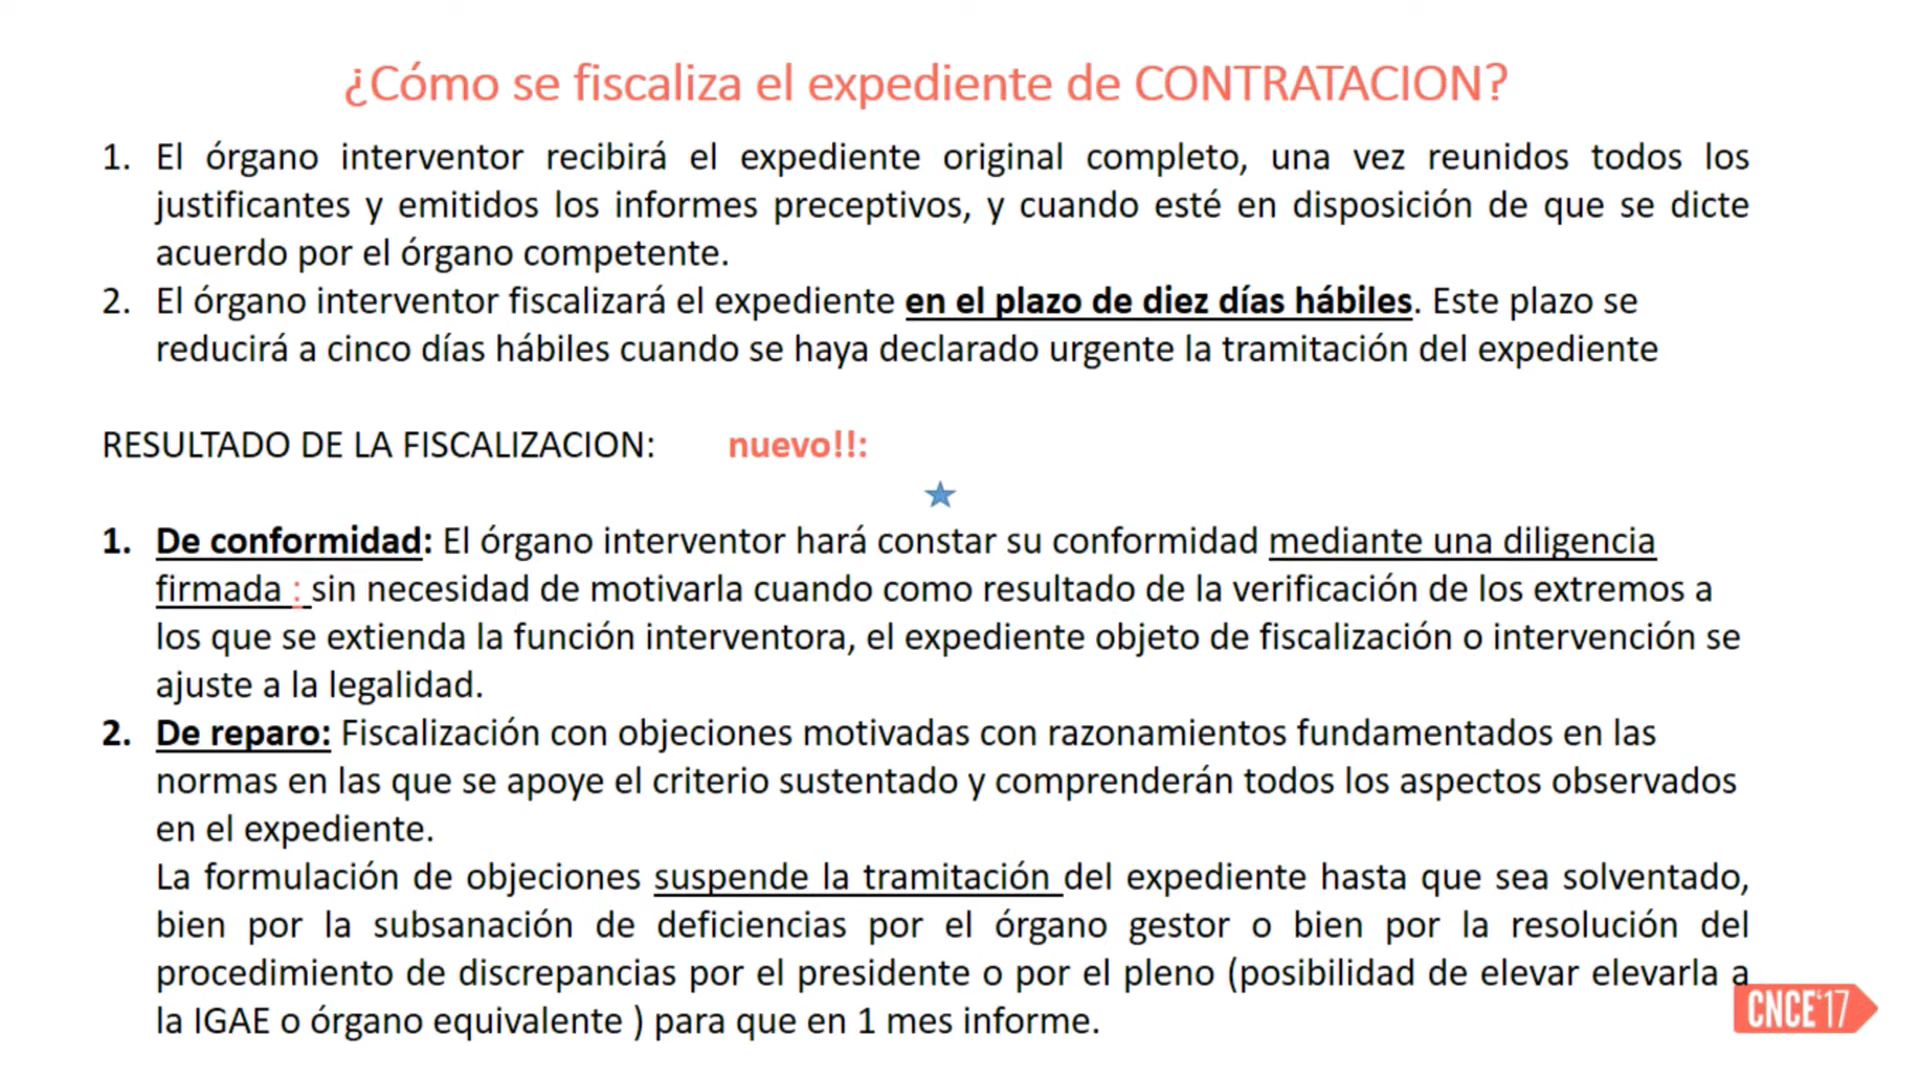 ¿Cómo se fiscaliza el expediente de CONTRATACION?
1. El órgano interventor recibirá el expediente original completo, una vez reunidos todos los
justificantes y emitidos los informes preceptivos, y cuando esté en disposición de que se dicte
acuerdo por el órgano competente.
2. El órgano interventor fiscalizará el expediente en el plazo de diez días hábiles. Este plazo se
reducirá a cinco días hábiles cuando se haya declarado urgente la tramitación del expediente
RESULTADO DE LA FISCALIZACION: nuevo!!:
1. De conformidad: El órgano interventor hará constar su conformidad mediante una diligencia
firmada : sin necesidad de motivarla cuando como resultado de la verificación de los extremos a
los que se extienda la función interventora, el expediente objeto de fiscalización o intervención se
ajuste a la legalidad.
2. De reparo: Fiscalización con objeciones motivadas con razonamientos fundamentados en las
normas en las que se apoye el criterio sustentado y comprenderán todos los aspectos observados
en el expediente.
La formulación de objeciones suspende la tramitación del expediente hasta que sea solventado,
bien por la subsanación de deficiencias por el órgano gestor o bien por la resolución del
procedimiento de discrepancias por el presidente o por el pleno (posibilidad de elevar elevarla a
la IGAE o órgano equivalente ) para que en 1 mes informe.
CNCE'17